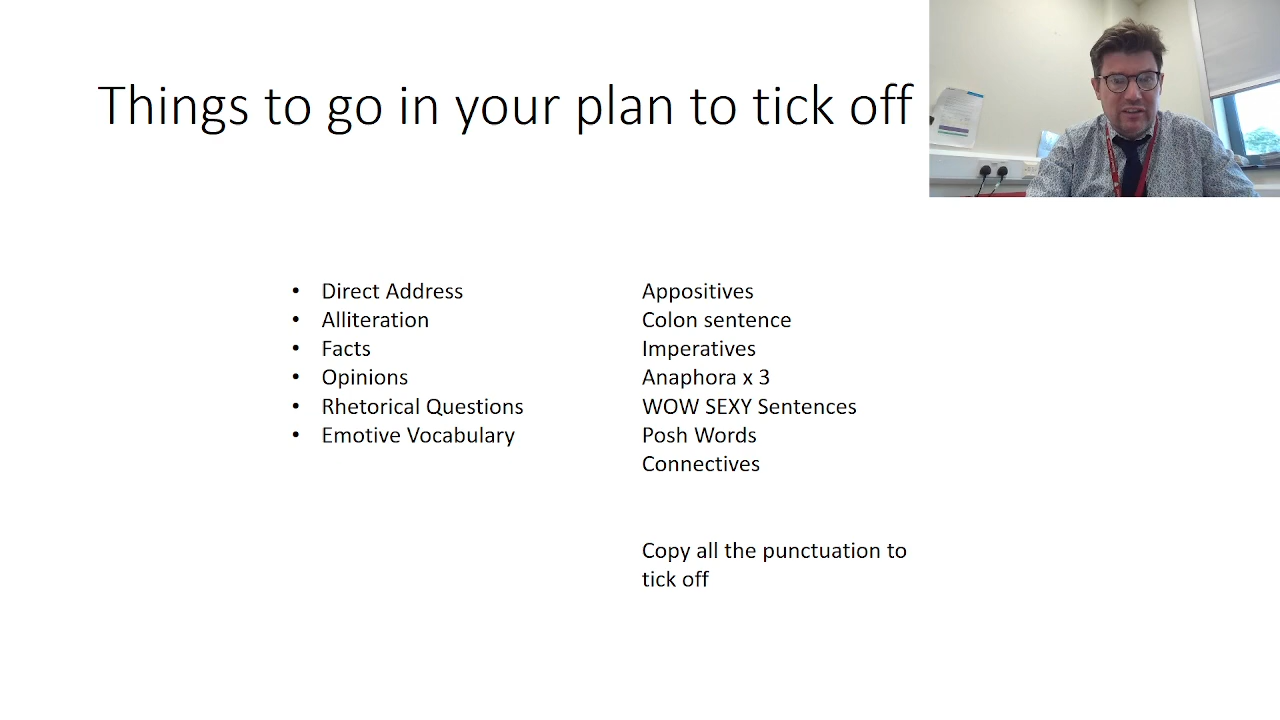 Things to go in your plan to tick off
• Direct Address
• Alliteration
• Facts
• Opinions
• Rhetorical Questions
• Emotive Vocabulary
Appositives
Colon sentence
Imperatives
Anaphora x 3
WOW SEXY Sentences
Posh Words
Connectives
Copy all the punctuation to
tick off